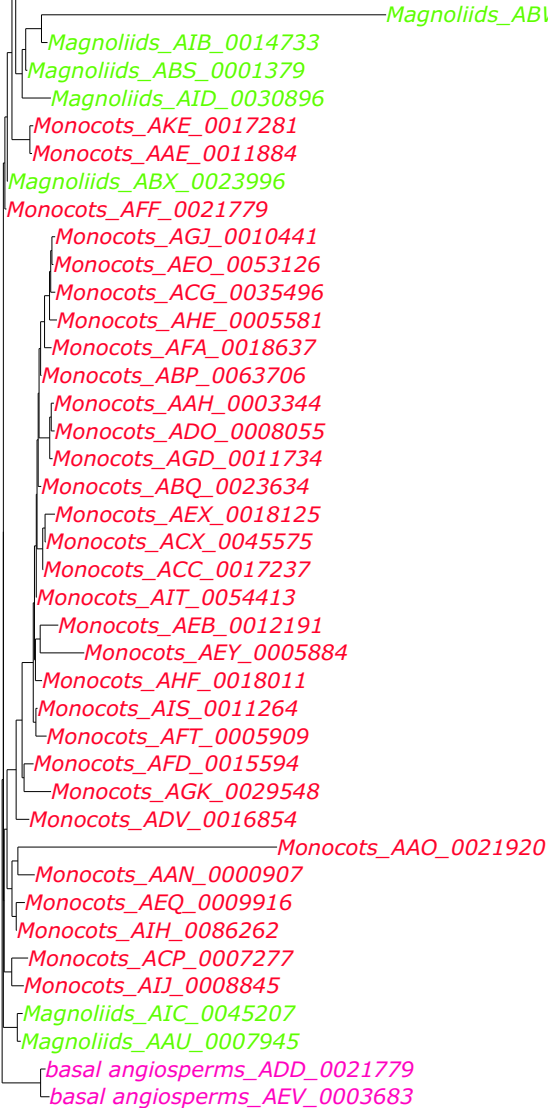 Magnoliids_AIB_0014733
Magnoliids_ABS_0001379
Magnoliids_AID_0030896
Monocots_AKE_0017281
Monocots_AAE_0011884
Magnoliids_ABX_0023996
Monocots_AFF_0021779
Monocots_AGJ_0010441
Monocots_AEO_0053126
Monocots_ACG_0035496
Monocots_AHE_0005581
Monocots_AFA_0018637
Monocots_ABP_0063706
Monocots_AAH_0003344
Monocots_ADO_0008055
Monocots_AGD_0011734
Monocots_ABQ_0023634
Monocots_AEX_0018125
Monocots_ACX_0045575
Monocots_ACC_0017237
Monocots_AIT_0054413
Monocots_AEB_0012191
Monocots_AEY_0005884
Monocots_AHF_0018011
Monocots_AIS_0011264
Monocots_AFT_0005909
Monocots_AFD_0015594
Monocots_AGK_0029548
Monocots_ADV_0016854
Monocots_AAO_0021920
Monocots_AAN_0000907
Monocots_AEQ_0009916
Monocots_AIH_0086262
Monocots_ACP_0007277
Monocots_AIJ_0008845
Magnoliids_AIC_0045207
Magnoliids_AAU_0007945
basal angiosperms_ADD_0021779
basal angiosperms_AEV_0003683